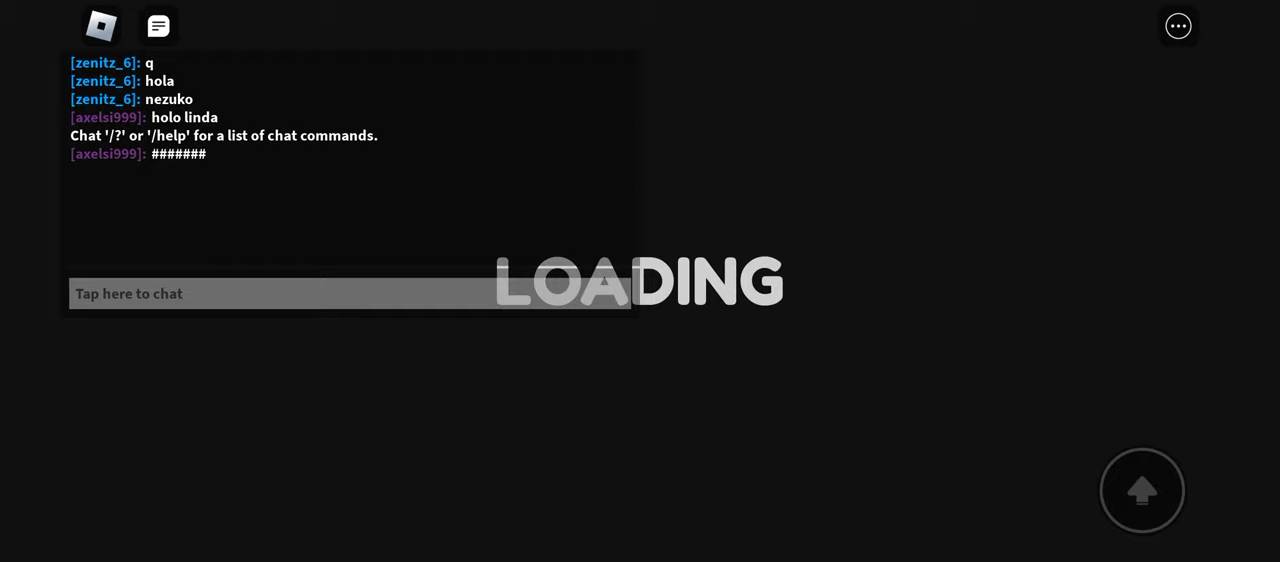 [zenitz_6]: q
[zenitz_6]: hola
[zenitz_6]: nezuko
[axelsi999]: holo linda
Chat '/?' or '/help' for a list of chat commands.
[axelsi999]: #######
LOADING
Tap here to chat